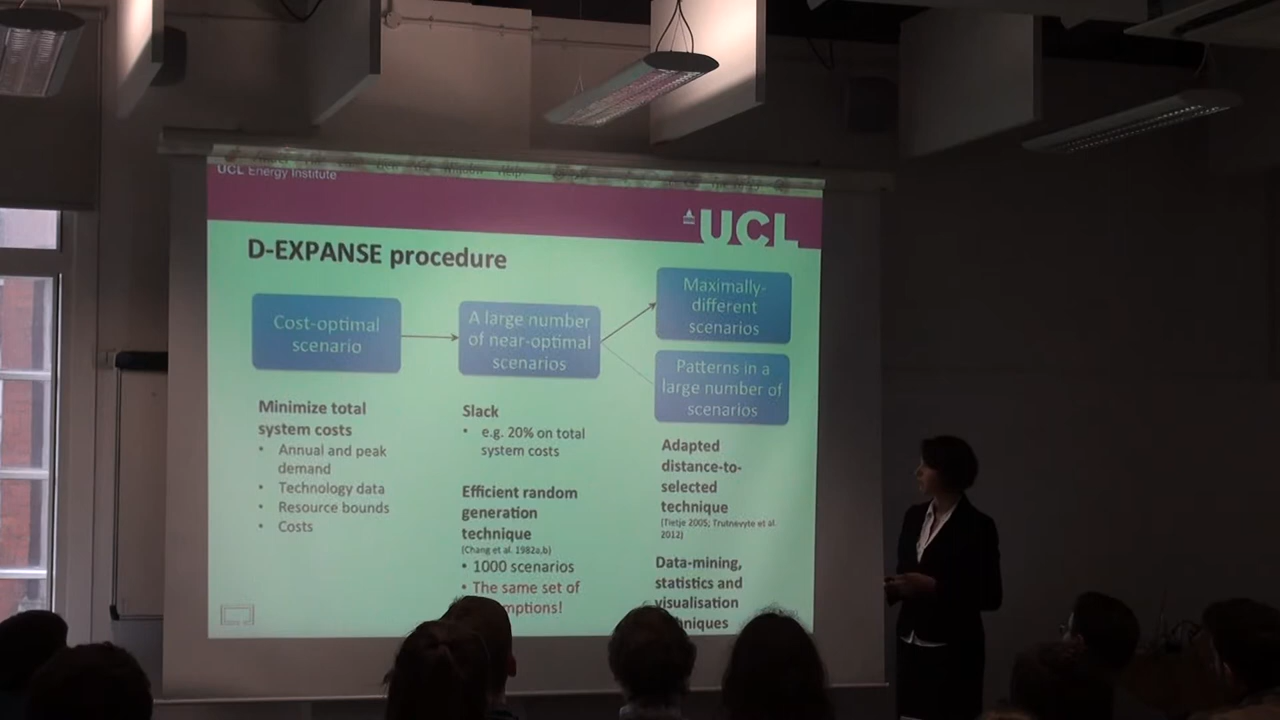 UCL Energy Institute
UCL
D-EXPANSE procedure
Cost-optimal
scenario
A large number
of near-optimal
scenarios
Maximally-
different
scenarios
Patterns in a
large number of
scenarios
Minimize total
system costs
• Annual and peak
demand
• Technology data
• Resource bounds
• Costs
Slack
• e.g. 20% on total
system costs
Efficient random
generation
technique
(Chang et al. 1982a,b)
• 1000 scenarios
• The same set of
mptions!
Adapted
distance-to-
selected
technique
(Tietje 2005; Trutnevyte et al.
2012)
Data-mining,
statistics and
visualisation
hniques